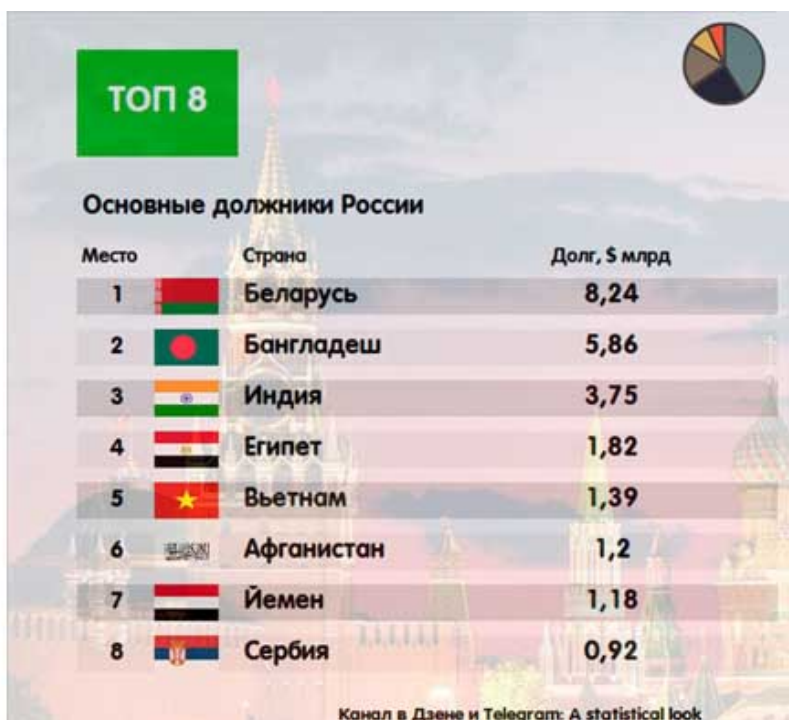 ТОП 8
Основные должники России
Место Страна Долг, $ млрд
1 Беларусь 8,24
2 Бангладеш 5,86
3 Индия 3,75
4 Египет 1,82
5 Вьетнам 1,39
6 Афганистан 1,2
7 Йемен 1,18
8 Сербия 0,92
Канал в Дзене и Telegram: A statistical look